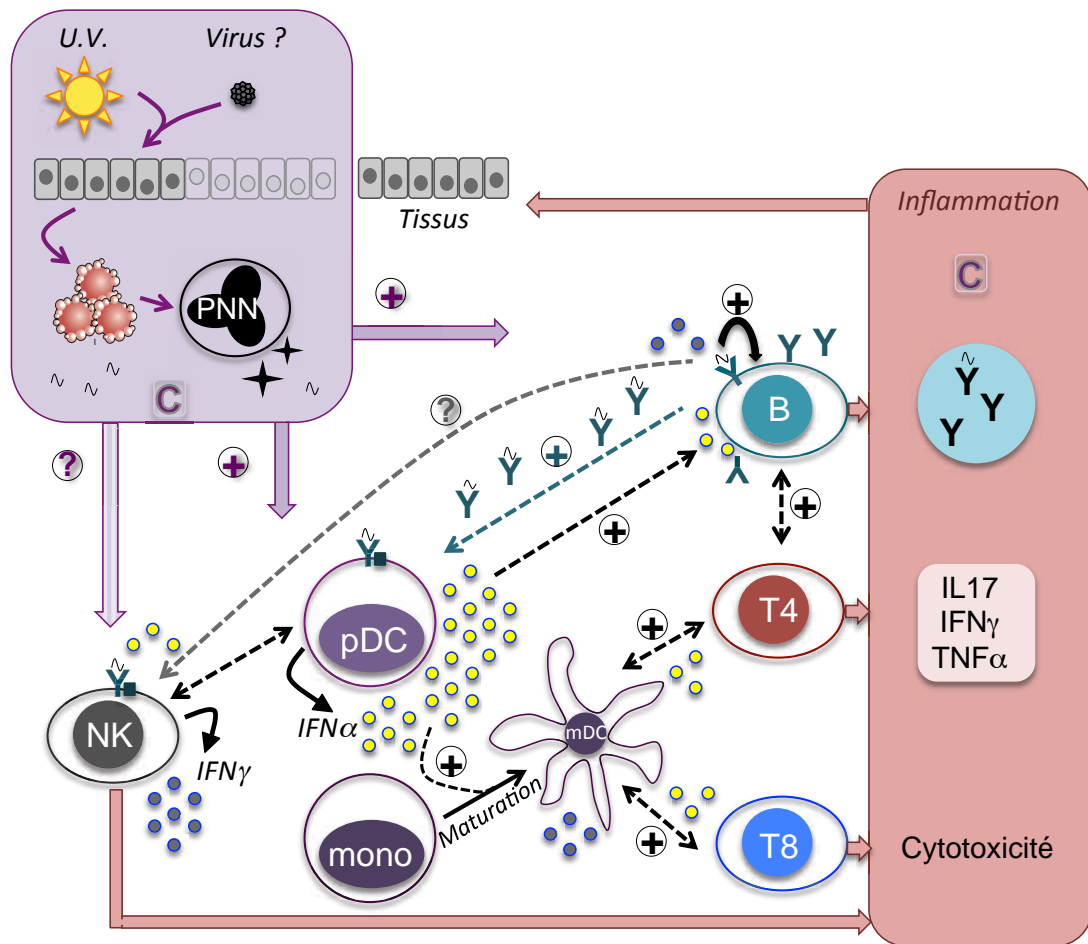 U.V.
Virus ?
Tissus
PNN
C
+
?
+
Inflammation
C
+
B
?
+
+
+
pDC
T4
IL17
IFNγ
TNFα
+
NK
IFNγ
IFNα
mDC
+
Maturation
mono
+
T8
Cytotoxicité